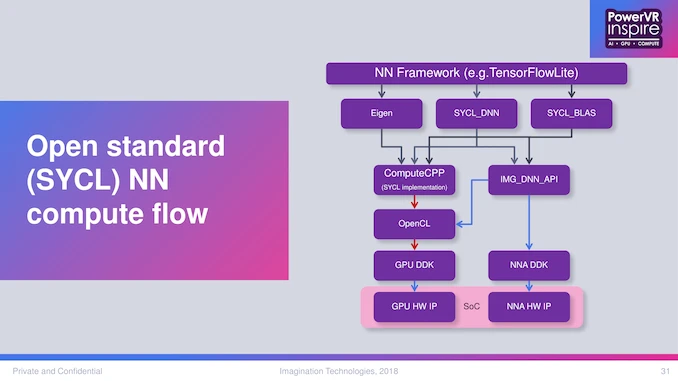 PowerVR
inspire
AI • GPU • COMPUTE
Open standard
(SYCL) NN
compute flow
NN Framework (e.g.TensorFlowLite)
Eigen
SYCL_DNN
SYCL_BLAS
ComputeCPP
(SYCL implementation)
IMG_DNN_API
OpenCL
GPU DDK
NNA DDK
GPU HW IP
SoC
NNA HW IP
Private and Confidential
Imagination Technologies, 2018
31